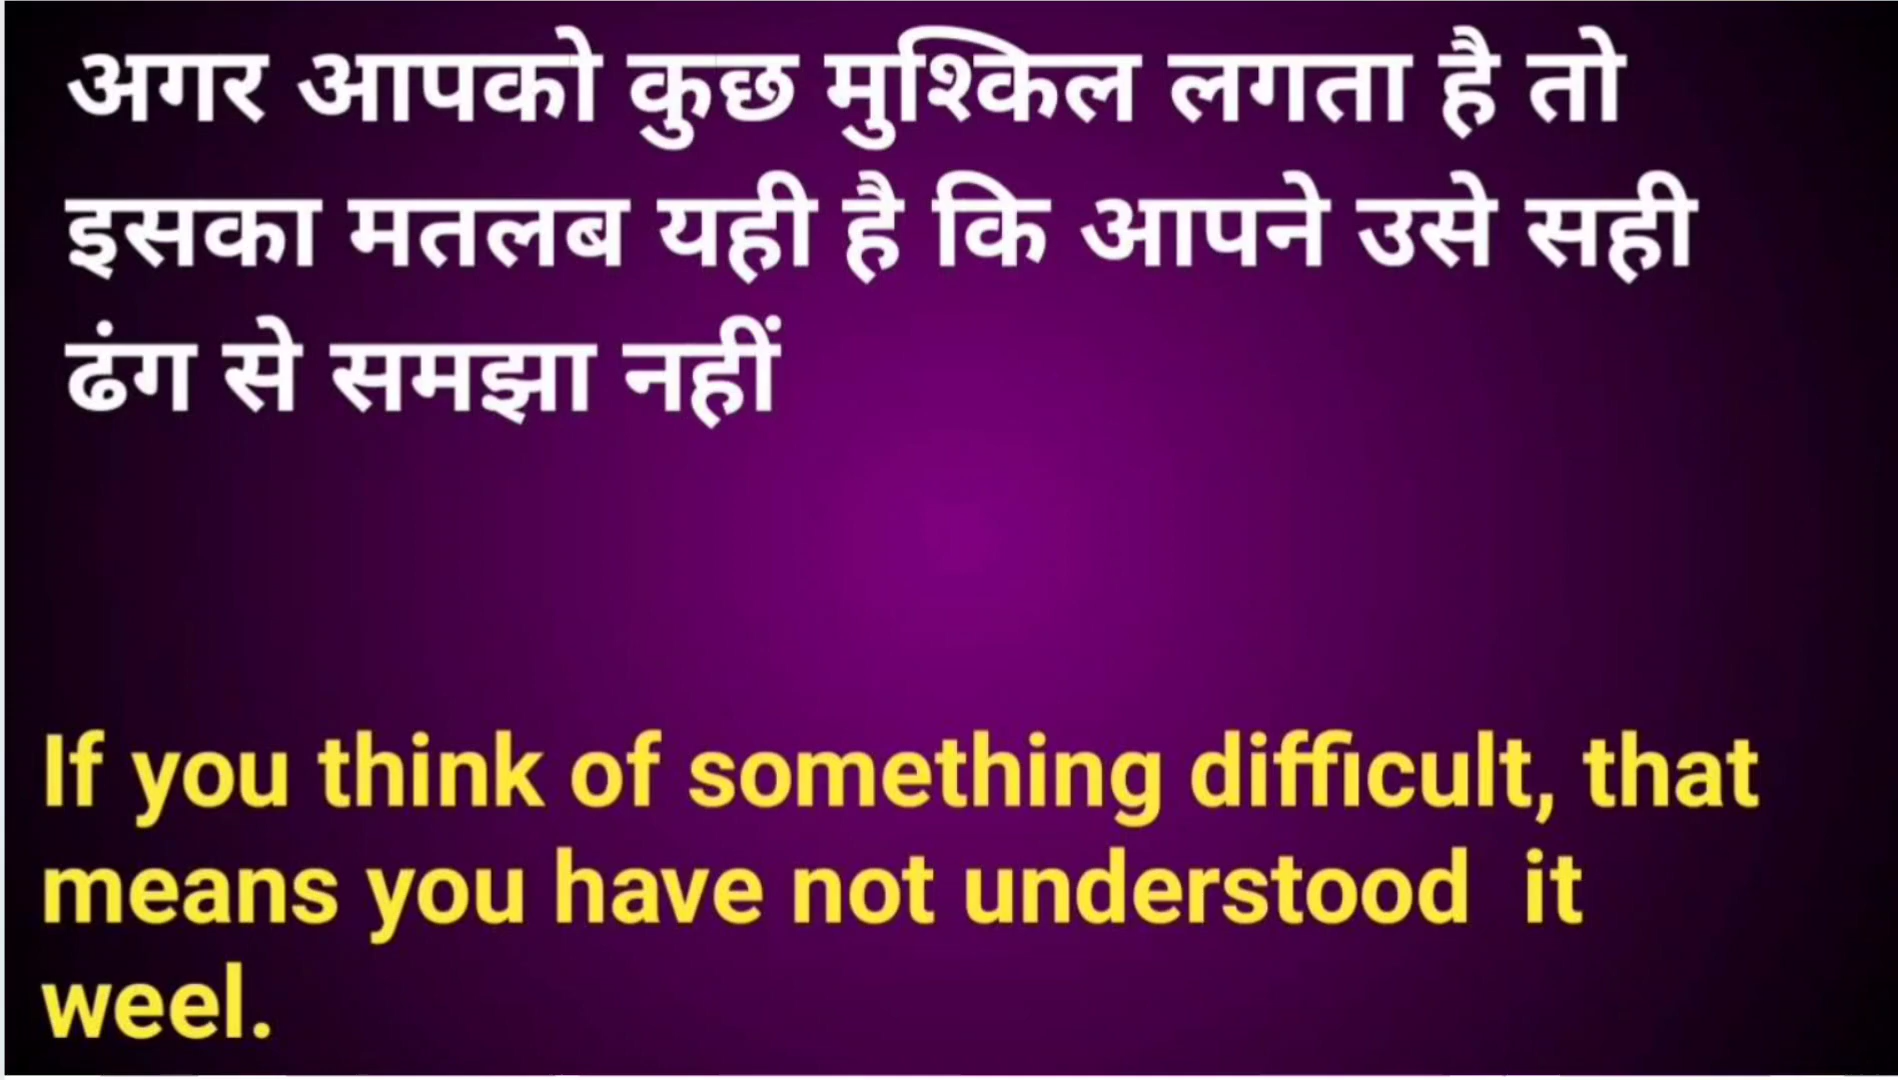 अगर आपको कुछ मुश्किल लगता है तो
इसका मतलब यही है कि आपने उसे सही
ढंग से समझा नहीं
If you think of something difficult, that
means you have not understood  it
weel.